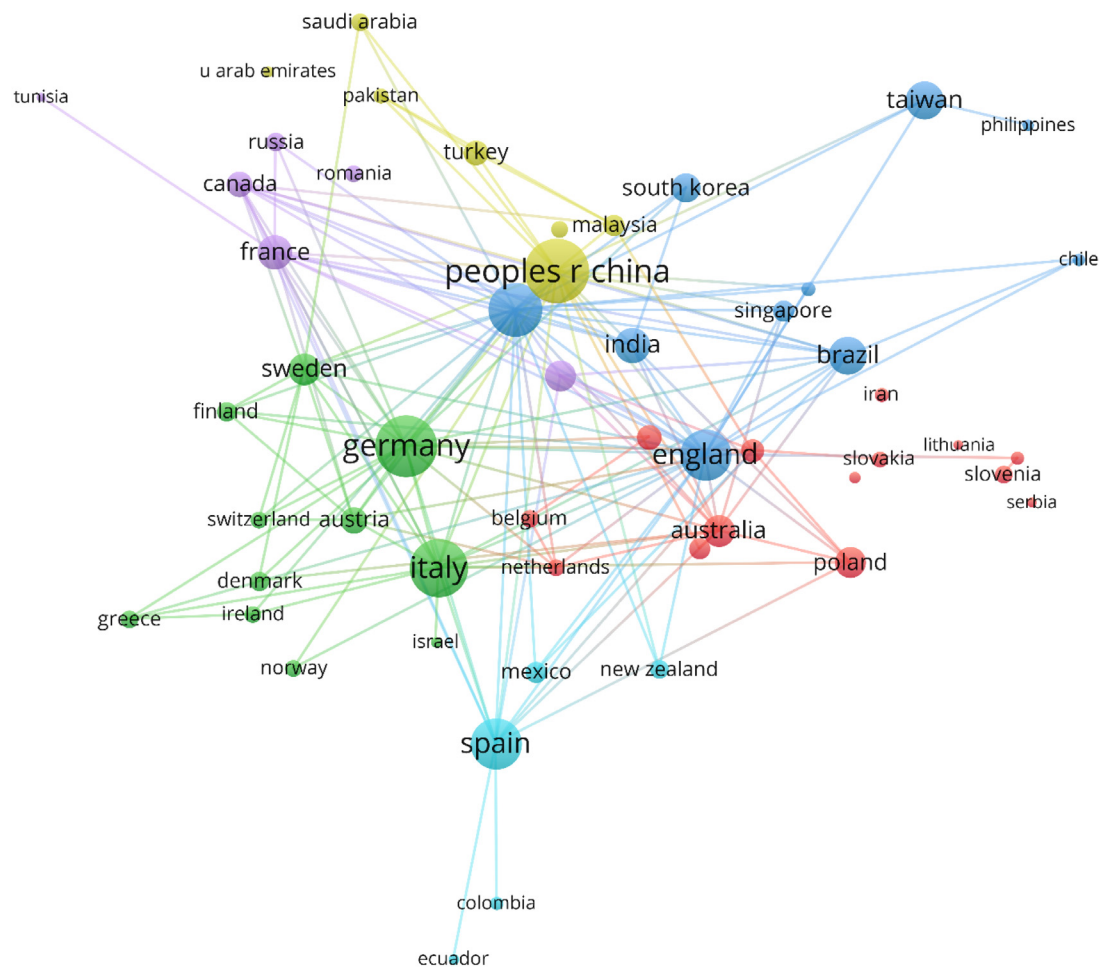 saudi arabia
u arab emirates
tunisia
pakistan
taiwan
philippines
russia
turkey
romania
canada
south korea
malaysia
france
chile
peoples r china
singapore
india
brazil
sweden
iran
finland
germany
england
lithuania
slovakia
slovenia
serbia
switzerland
austria
belgium
australia
italy
netherlands
poland
denmark
greece
ireland
israel
norway
mexico
new zealand
spain
colombia
ecuador